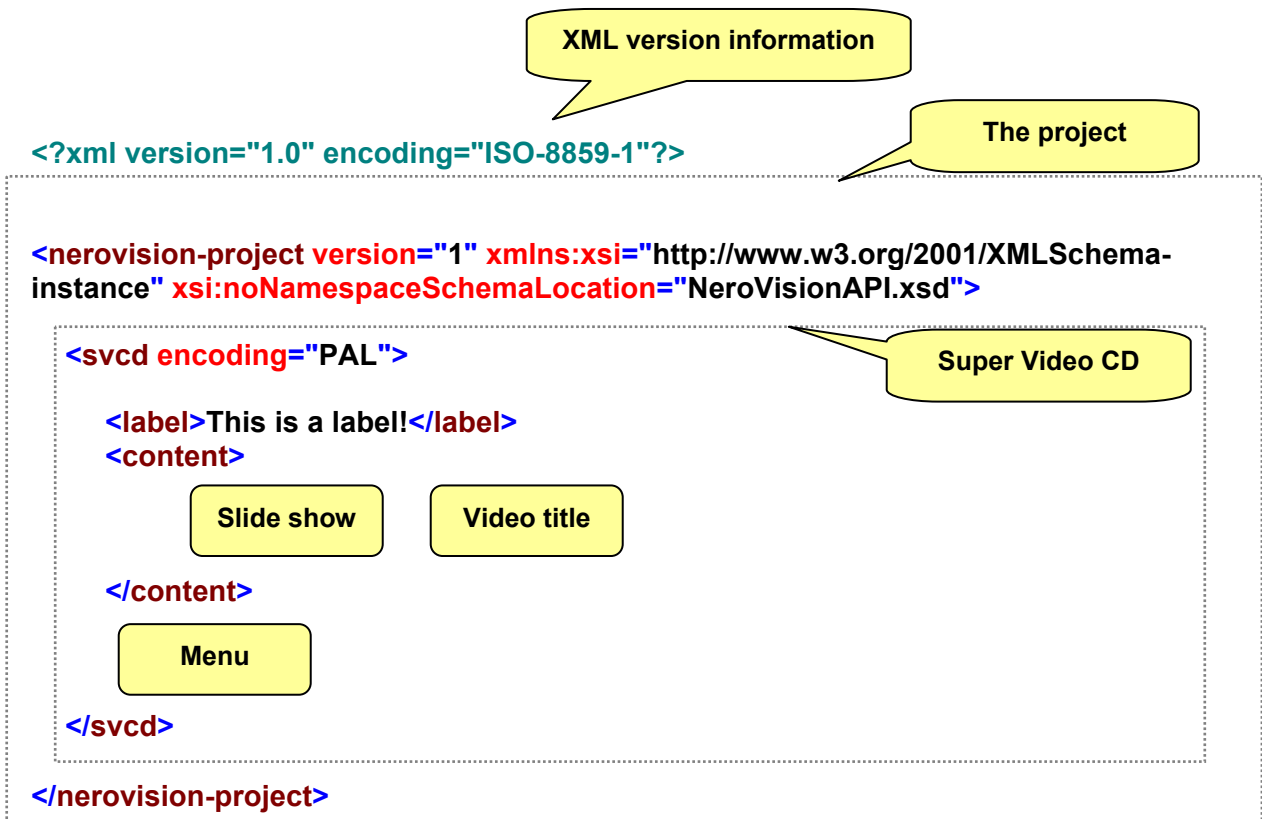 XML version information
The project
<?xml version="1.0" encoding="ISO-8859-1"?>
<nerovision-project version="1" xmlns:xsi="http://www.w3.org/2001/XMLSchema-
instance" xsi:noNamespaceSchemaLocation="NeroVisionAPI.xsd">
Super Video CD
<svcd encoding="PAL">
<label>This is a label!</label>
<content>
Slide show
Video title
</content>
Menu
</svcd>
</nerovision-project>